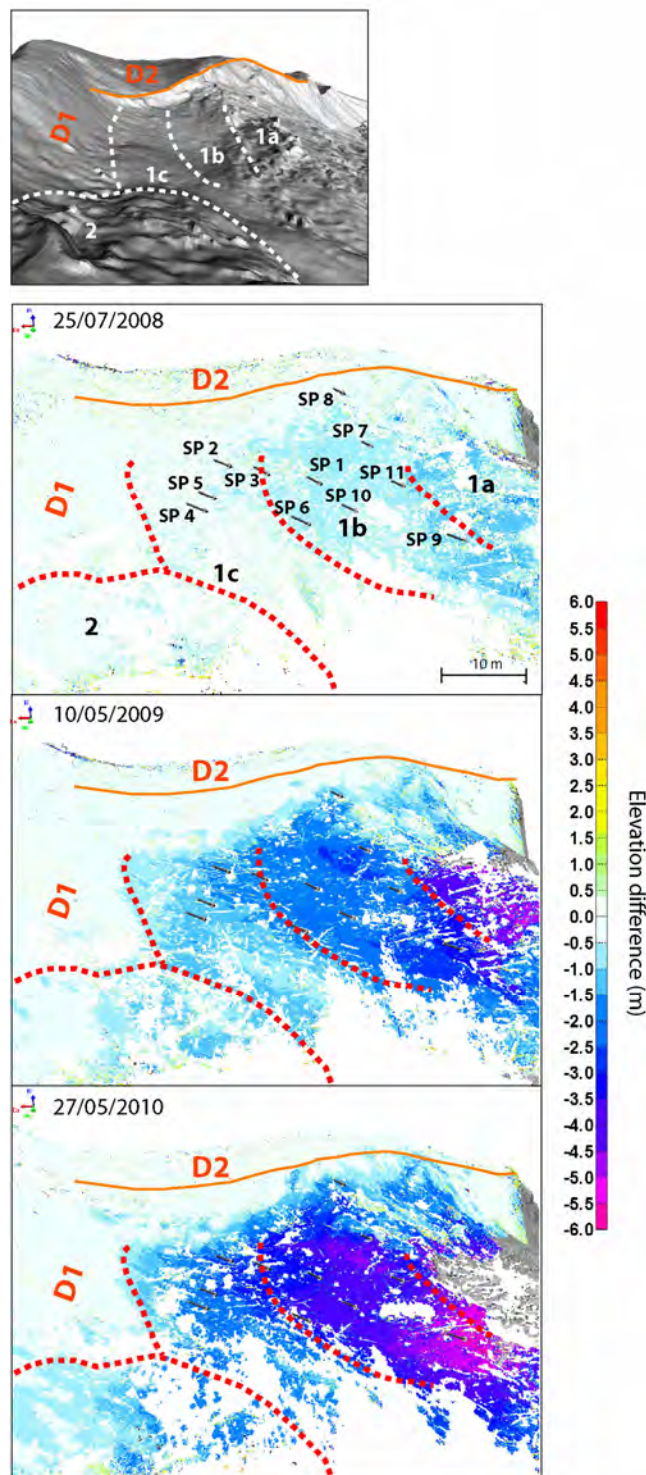 D2
D1
1a
1b
1c
2
25/07/2008
D2
SP 8
SP 7
SP 2
SP 1
SP 11
1a
SP 5
SP 3
SP 10
D1
SP 4
SP 6
1b
SP 9
1c
2
10 m
10/05/2009
D2
D1
27/05/2010
D2
D1
6.0
5.5
5.0
4.5
4.0
3.5
3.0
2.5
2.0
1.5
1.0
0.5
0.0
-0.5
-1.0
-1.5
-2.0
-2.5
-3.0
-3.5
-4.0
-4.5
-5.0
-5.5
-6.0
Elevation difference (m)